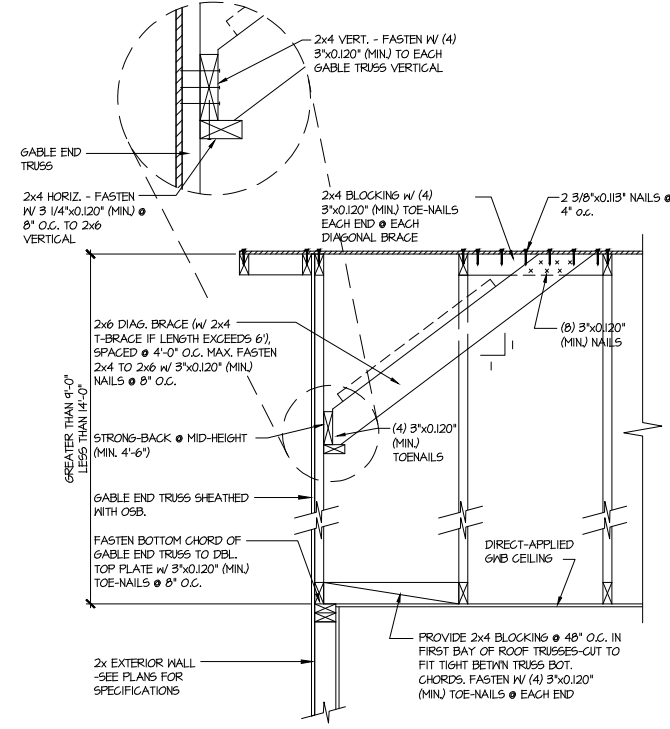 2x4 VERT. - FASTEN W/ (4)
3"x0.120" (MIN.) TO EACH
GABLE TRUSS VERTICAL
GABLE END
TRUSS
2x4 HORIZ. - FASTEN
W/ 3 1/4"x0.120" (MIN.) @
8" O.C. TO 2x6
VERTICAL
2x4 BLOCKING W/ (4)
3"x0.120" (MIN.) TOE-NAILS
EACH END @ EACH
DIAGONAL BRACE
2 3/8"x0.113" NAILS @
4" o.c.
2x6 DIAG. BRACE (W/ 2x4
T-BRACE IF LENGTH EXCEEDS 6'),
SPACED @ 4'-0" O.C. MAX. FASTEN
2x4 TO 2x6 W/ 3"x0.120" (MIN.)
NAILS @ 8" O.C.
(8) 3"x0.120"
(MIN.) NAILS
1
1
GREATER THAN 9'-0"
LESS THAN 14'-0"
STRONG-BACK @ MID-HEIGHT
(MIN. 4'-6")
(4) 3"x0.120"
(MIN.)
TOENAILS
GABLE END TRUSS SHEATHED
WITH OSB.
FASTEN BOTTOM CHORD OF
GABLE END TRUSS TO DBL.
TOP PLATE W/ 3"x0.120" (MIN.)
TOE-NAILS @ 8" O.C.
DIRECT-APPLIED
GWB CEILING
2x EXTERIOR WALL
-SEE PLANS FOR
SPECIFICATIONS
PROVIDE 2x4 BLOCKING @ 48" O.C. IN
FIRST BAY OF ROOF TRUSSES-CUT TO
FIT TIGHT BETW'N TRUSS BOT.
CHORDS. FASTEN W/ (4) 3"x0.120"
(MIN.) TOE-NAILS @ EACH END